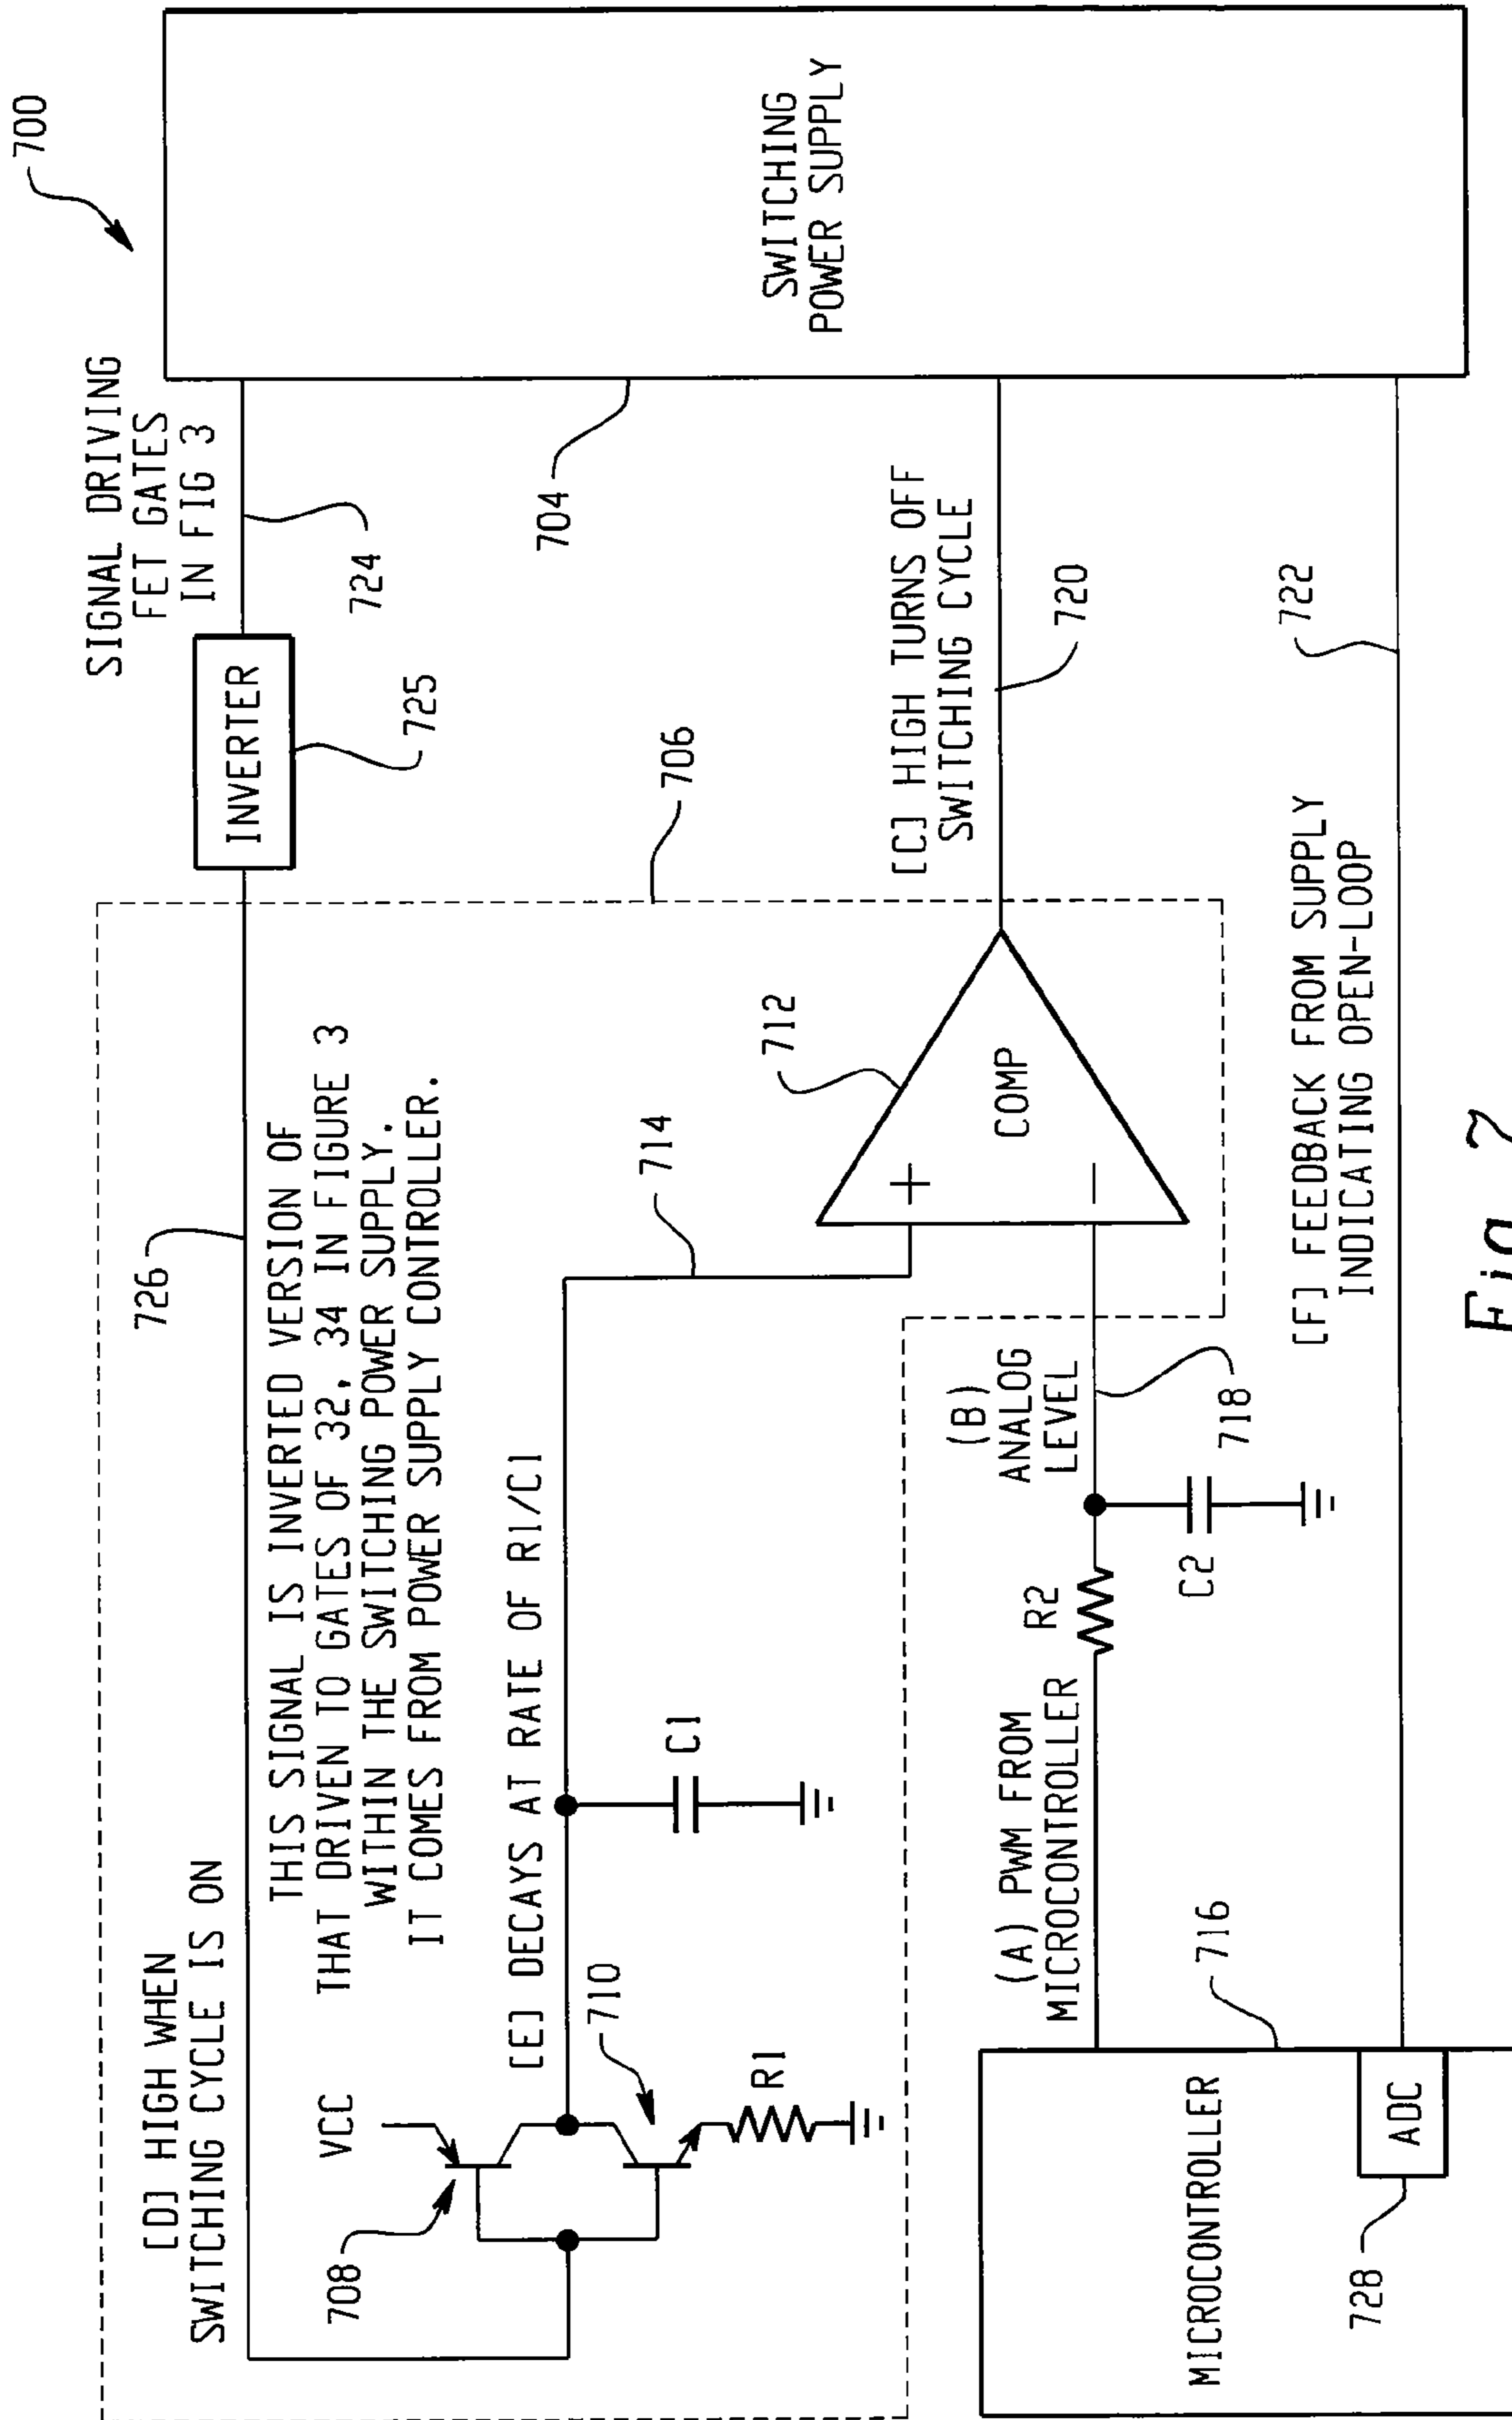 700
SIGNAL DRIVING
FET GATES
IN FIG 3
724
INVERTER
725
726
SWITCHING
POWER SUPPLY
704
706
[D] HIGH WHEN
SWITCHING CYCLE IS ON
THIS SIGNAL IS INVERTED VERSION OF
THAT DRIVEN TO GATES OF 32, 34 IN FIGURE 3
WITHIN THE SWITCHING POWER SUPPLY.
IT COMES FROM POWER SUPPLY CONTROLLER.
VCC
708
710
R1
[E] DECAYS AT RATE OF R1/C1
C1
714
712
+
COMP
−
[C] HIGH TURNS OFF
SWITCHING CYCLE
720
(A) PWM FROM
MICROCONTROLLER
R2
(B)
ANALOG
LEVEL
718
C2
716
MICROCONTROLLER
ADC
728
[F] FEEDBACK FROM SUPPLY
INDICATING OPEN-LOOP
722
Fig. 7